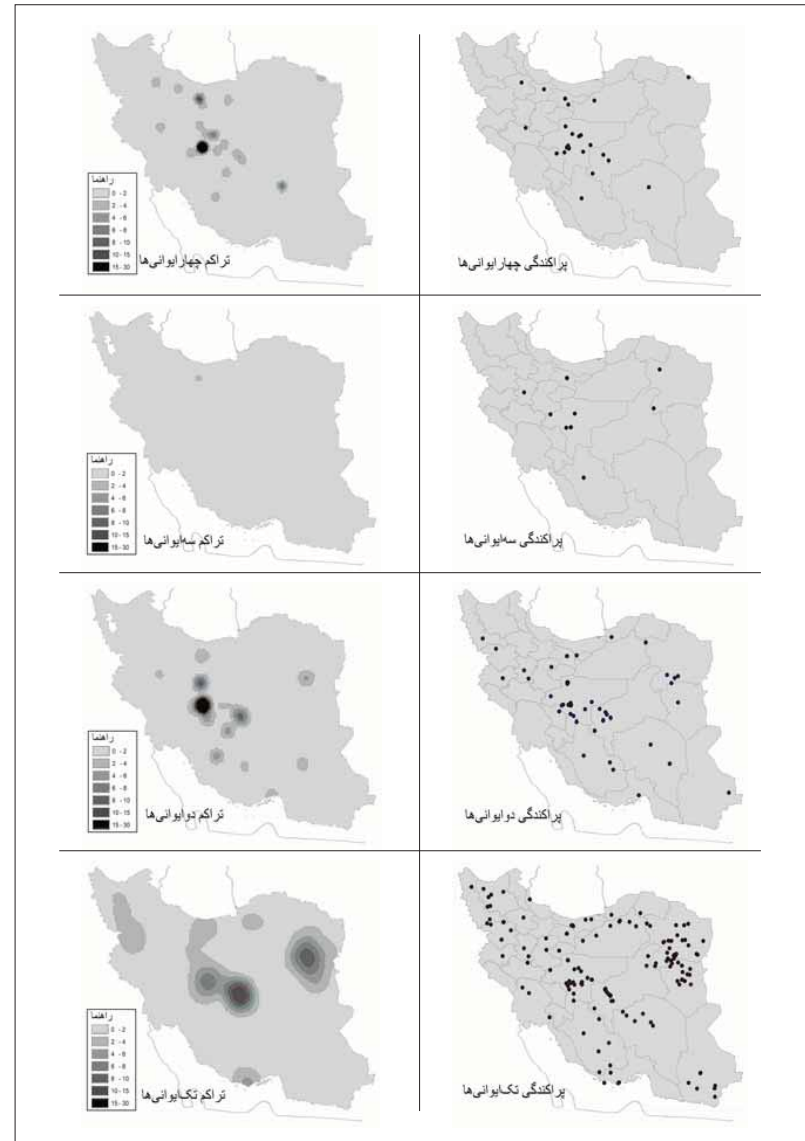 پراکندگی چهارایوانی‌ها
تراکم چهارایوانی‌ها
راهنما
0 - 2
2 - 4
4 - 6
6 - 8
8 - 10
10 - 15
15 - 30
پراکندگی سه‌ایوانی‌ها
تراکم سه‌ایوانی‌ها
راهنما
0 - 2
2 - 4
4 - 6
6 - 8
8 - 10
10 - 15
15 - 30
پراکندگی دوایوانی‌ها
تراکم دوایوانی‌ها
راهنما
0 - 2
2 - 4
4 - 6
6 - 8
8 - 10
10 - 15
15 - 30
پراکندگی تک‌ایوانی‌ها
تراکم تک‌ایوانی‌ها
راهنما
0 - 2
2 - 4
4 - 6
6 - 8
8 - 10
10 - 15
15 - 30